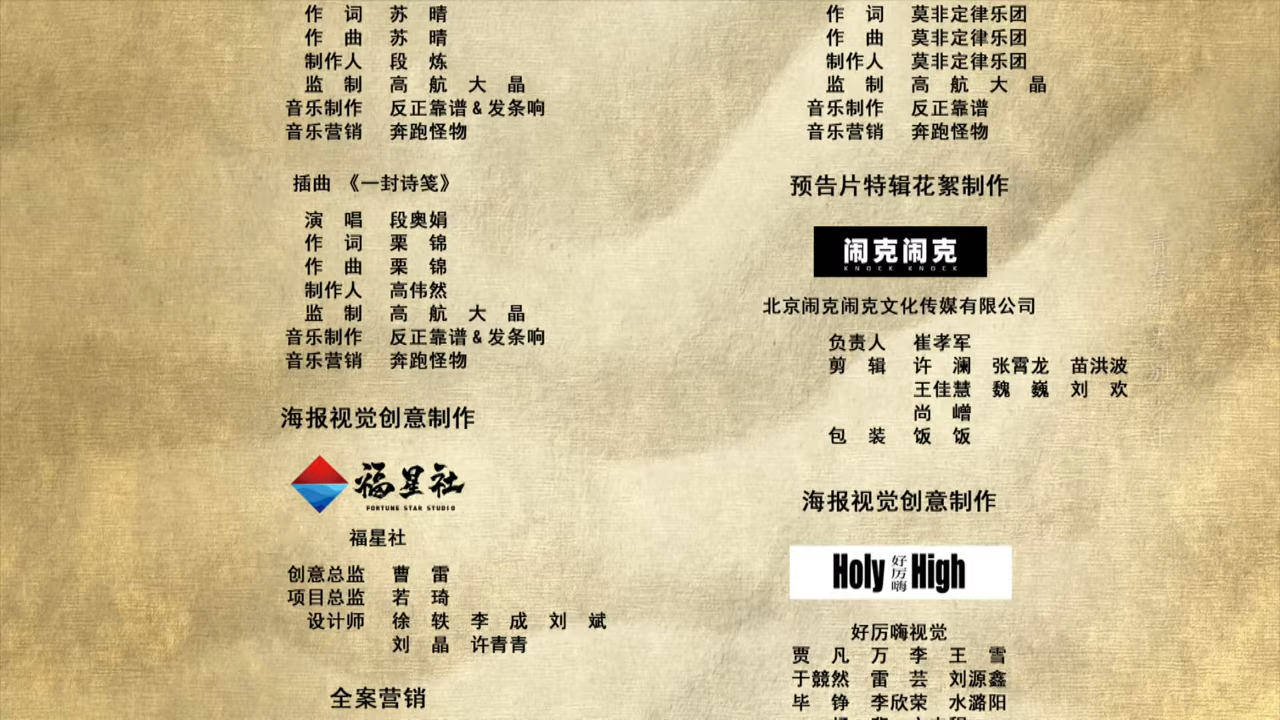 作 词 苏 晴
作 曲 苏 晴
制作人 段 炼
监 制 高 航 大 晶
音乐制作 反正靠谱&发条响
音乐营销 奔跑怪物
插曲 《一封诗笺》
演 唱 段奥娟
作 词 栗 锦
作 曲 栗 锦
制作人 高伟然
监 制 高 航 大 晶
音乐制作 反正靠谱&发条响
音乐营销 奔跑怪物
海报视觉创意制作
福星社
FORTUNE STAR STUDIO
福星社
创意总监 曹 雷
项目总监 若 琦
设计师 徐 轶 李 成 刘 斌
刘 晶 许青青
全案营销
作 词 莫非定律乐团
作 曲 莫非定律乐团
制作人 莫非定律乐团
监 制 高 航 大 晶
音乐制作 反正靠谱
音乐营销 奔跑怪物
预告片特辑花絮制作
闹克闹克
KNOCK KNOCK
北京闹克闹克文化传媒有限公司
负责人 崔孝军
剪 辑 许 澜 张霄龙 苗洪波
王佳慧 魏 巍 刘 欢
尚 嶒
包 装 饭 饭
海报视觉创意制作
Holy 好厉嗨 High
好厉嗨视觉
贾 凡 万 李 王 雪
于競然 雷 芸 刘源鑫
毕 铮 李欣荣 水潞阳